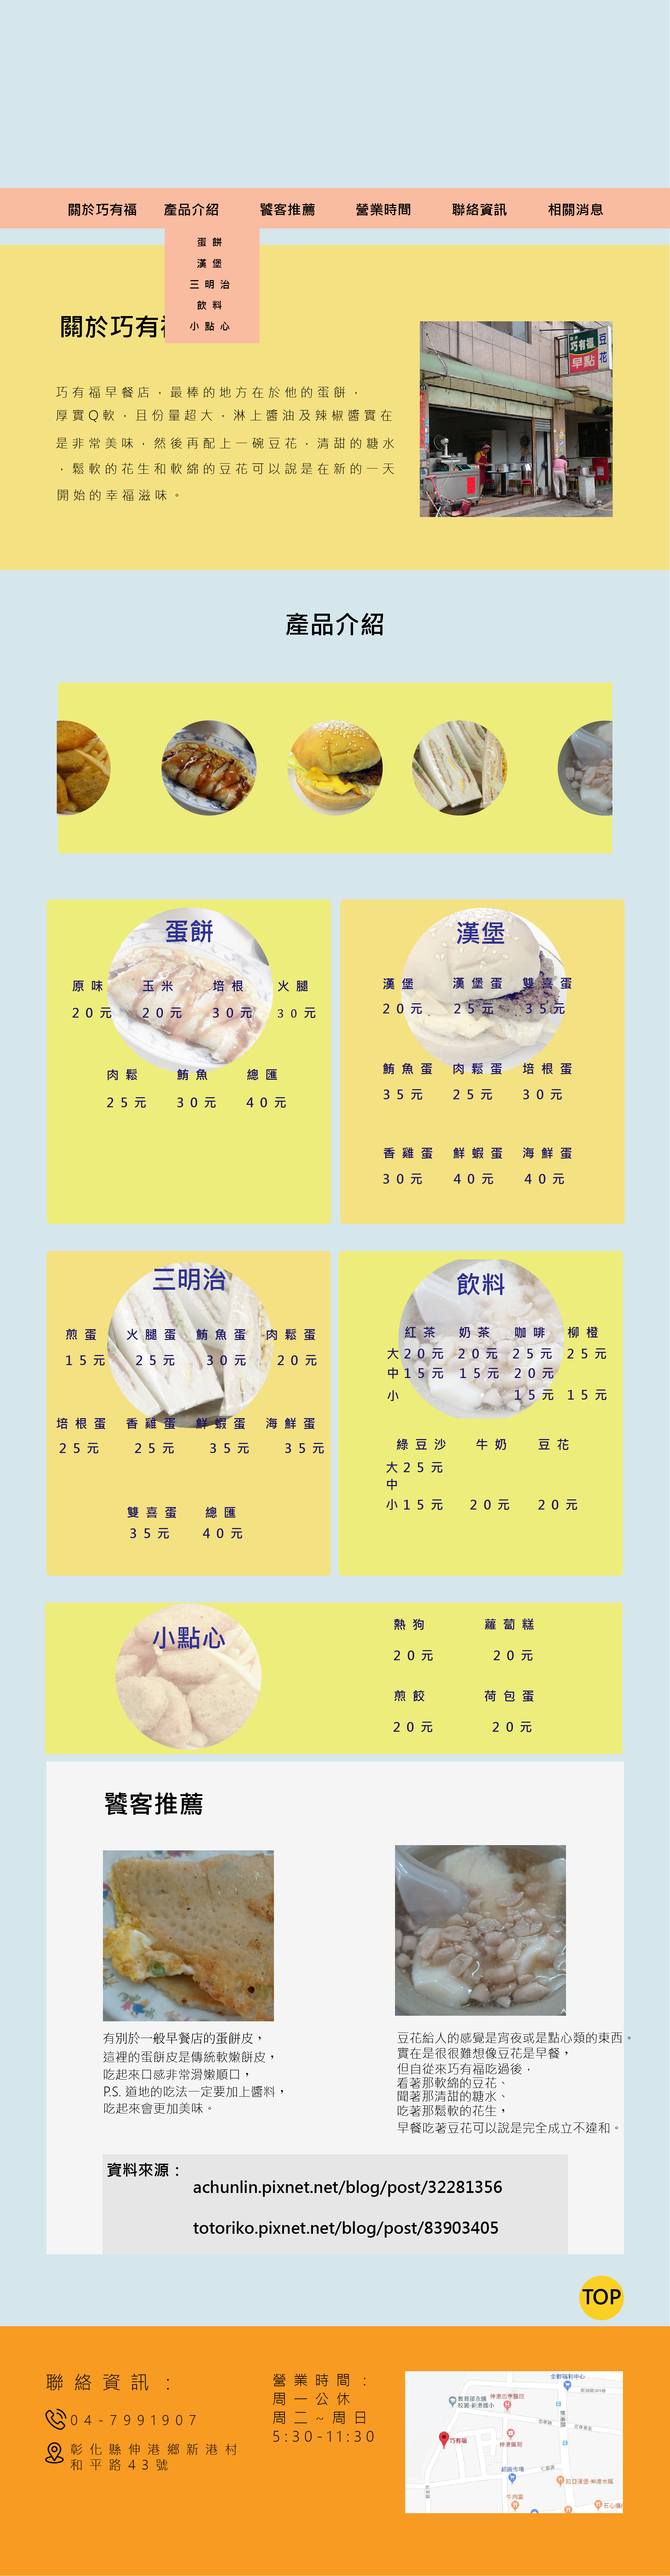 關於巧有福 產品介紹 饕客推薦 營業時間 聯絡資訊 相關消息
蛋餅
漢堡
三明治
飲料
小點心
關於巧有
巧有福
早點
豆花
巧有福早餐店，最棒的地方在於他的蛋餅，
厚實Q軟，且份量超大，淋上醬油及辣椒醬實在
是非常美味，然後再配上一碗豆花，清甜的糖水
，鬆軟的花生和軟綿的豆花可以說是在新的一天
開始的幸福滋味。
產品介紹
蛋餅
原味 玉米 培根 火腿
20元 20元 30元 30元
肉鬆 鮪魚 總匯
25元 30元 40元
漢堡
漢堡 漢堡蛋 雙喜蛋
20元 25元 35元
鮪魚蛋 肉鬆蛋 培根蛋
35元 25元 30元
香雞蛋 鮮蝦蛋 海鮮蛋
30元 40元 40元
三明治
煎蛋 火腿蛋 鮪魚蛋 肉鬆蛋
15元 25元 30元 20元
培根蛋 香雞蛋 鮮蝦蛋 海鮮蛋
25元 25元 35元 35元
雙喜蛋 總匯
35元 40元
飲料
紅茶 奶茶 咖啡 柳橙
大20元 20元 25元 25元
中15元 15元 20元
小 15元 15元
綠豆沙 牛奶 豆花
大25元
中
小15元 20元 20元
小點心
熱狗 蘿蔔糕
20元 20元
煎餃 荷包蛋
20元 20元
饕客推薦
有別於一般早餐店的蛋餅皮，
這裡的蛋餅皮是傳統軟嫩餅皮，
吃起來口感非常滑嫩順口，
P.S. 道地的吃法一定要加上醬料，
吃起來會更加美味。
豆花給人的感覺是宵夜或是點心類的東西。
實在是很很難想像豆花是早餐，
但自從來巧有福吃過後，
看著那軟綿的豆花、
聞著那清甜的糖水、
吃著那鬆軟的花生，
早餐吃著豆花可以說是完全成立不違和。
資料來源：
achunlin.pixnet.net/blog/post/32281356
totoriko.pixnet.net/blog/post/83903405
TOP
聯絡資訊：
04-7991907
彰化縣伸港鄉新港村
和平路43號
營業時間：
周一公休
周二~周日
5:30-11:30
巧有福